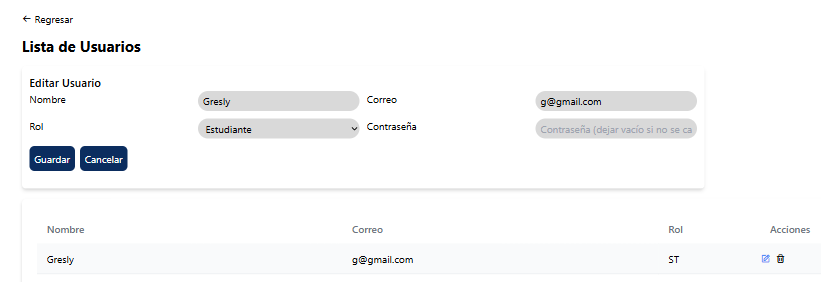 ← Regresar
Lista de Usuarios
Editar Usuario
Nombre Gresly Correo g@gmail.com
Rol Estudiante Contraseña Contraseña (dejar vacío si no se ca
Guardar Cancelar
Nombre Correo Rol Acciones
Gresly g@gmail.com ST